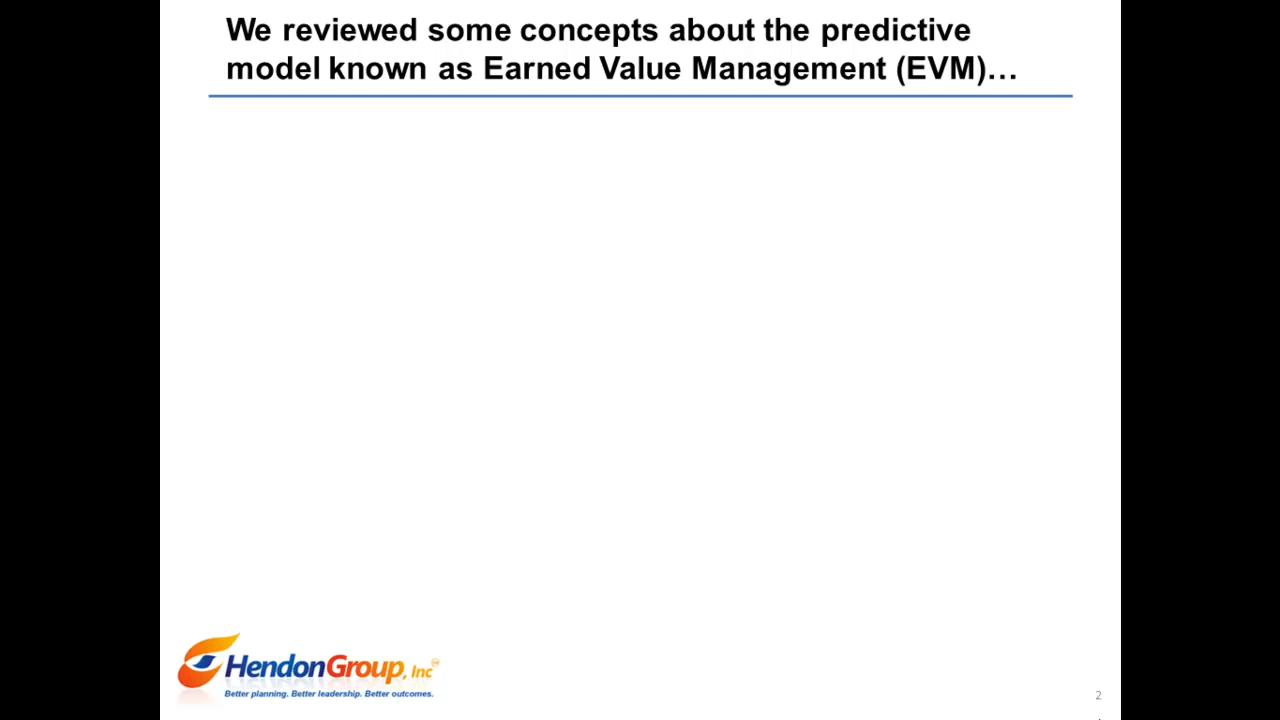 We reviewed some concepts about the predictive
model known as Earned Value Management (EVM)…
HendonGroup, Inc
Better planning. Better leadership. Better outcomes.
2